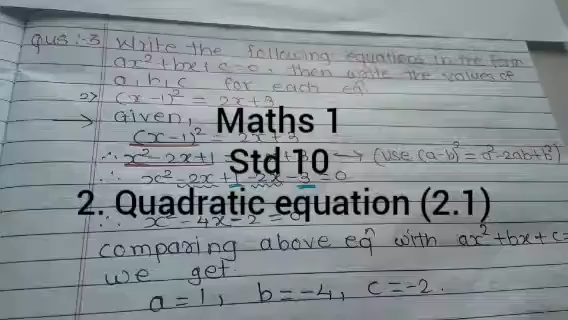 Qus:-3 Write the following equations in the form
ax²+bx+c=0, then write the values of
a, b, c for each eqⁿ
2) (x-1)² = 2x+3
→ Given,
(x-1)² = 2x+3
∴ x²-2x+1 = → (use (a-b)²=a²-2ab+b²)
∴ x²-2x+1-2x-3=0
∴ x²-4x-2=0
comparing above eqⁿ with ax²+bx+c=
we get
a=1, b=-4, c=-2.
Maths 1
Std 10
2. Quadratic equation (2.1)